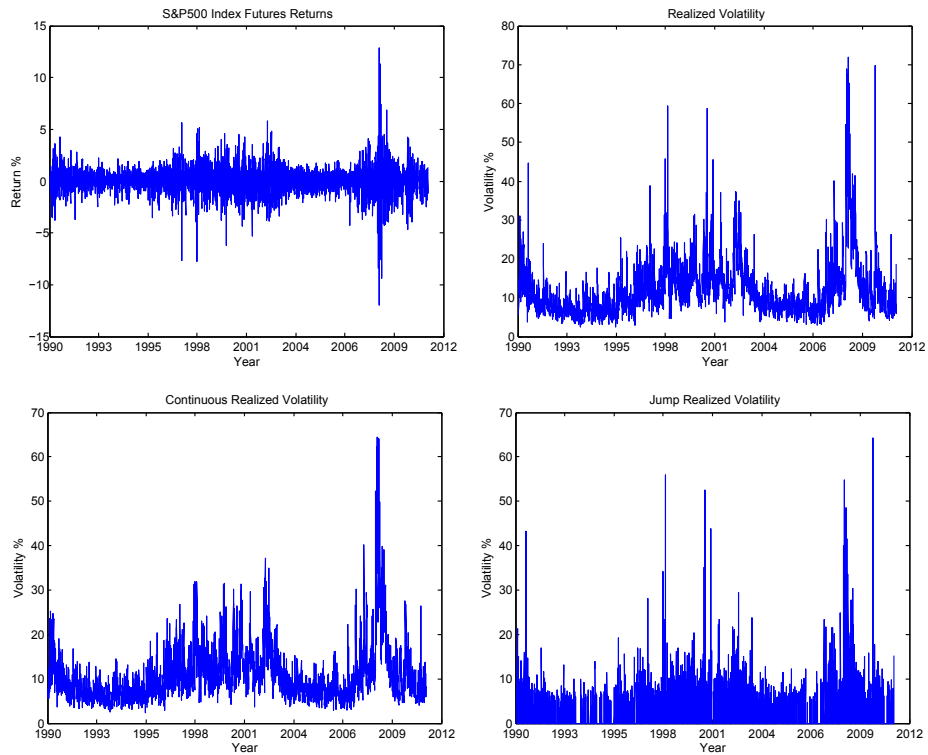 S&P500 Index Futures Returns
15
10
5
0
−5
−10
−15
Return %
1990 1993 1995 1998 2001 2004 2006 2009 2012
Year
Realized Volatility
80
70
60
50
40
30
20
10
0
Volatility %
1990 1993 1995 1998 2001 2004 2006 2009 2012
Year
Continuous Realized Volatility
70
60
50
40
30
20
10
0
Volatility %
1990 1993 1995 1998 2001 2004 2006 2009 2012
Year
Jump Realized Volatility
70
60
50
40
30
20
10
0
Volatility %
1990 1993 1995 1998 2001 2004 2006 2009 2012
Year